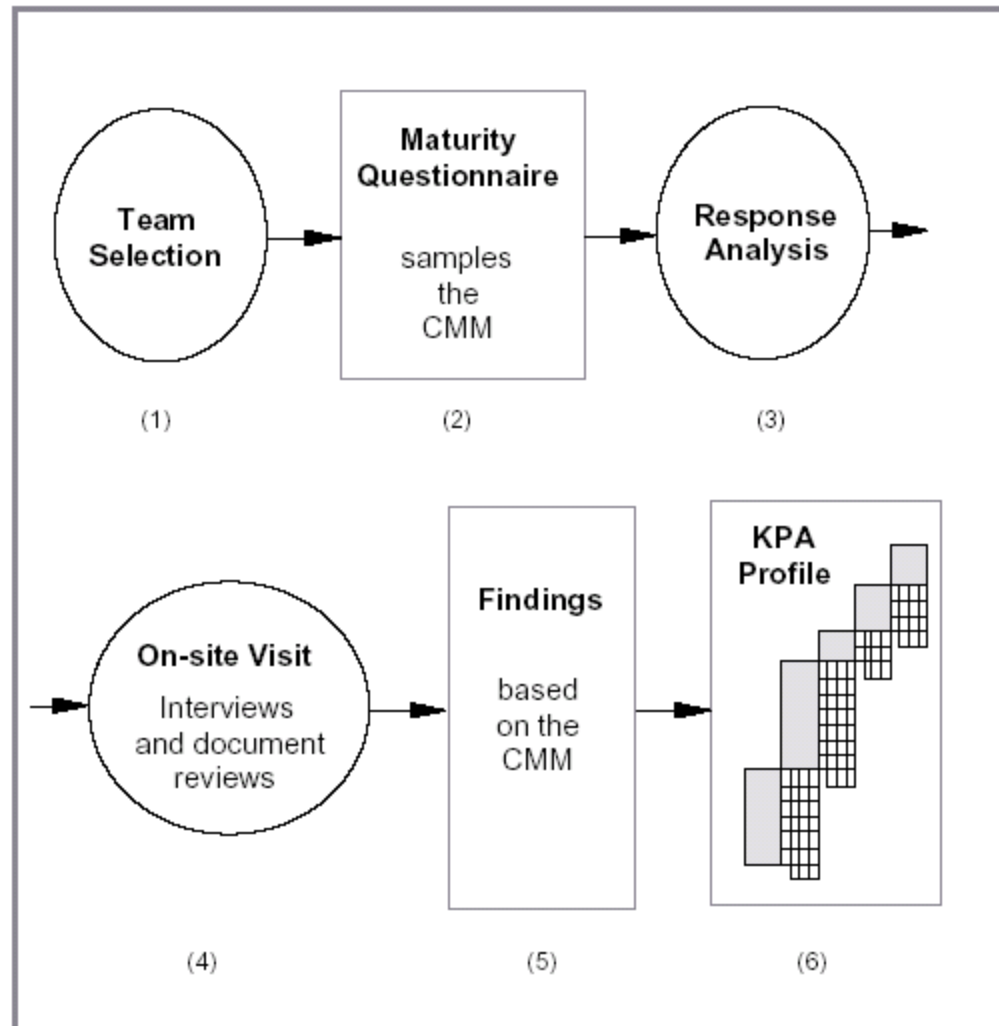 Team
Selection
Maturity
Questionnaire
samples
the
CMM
Response
Analysis
(1)
(2)
(3)
On-site Visit
Interviews
and document
reviews
Findings
based
on the
CMM
KPA
Profile
(4)
(5)
(6)